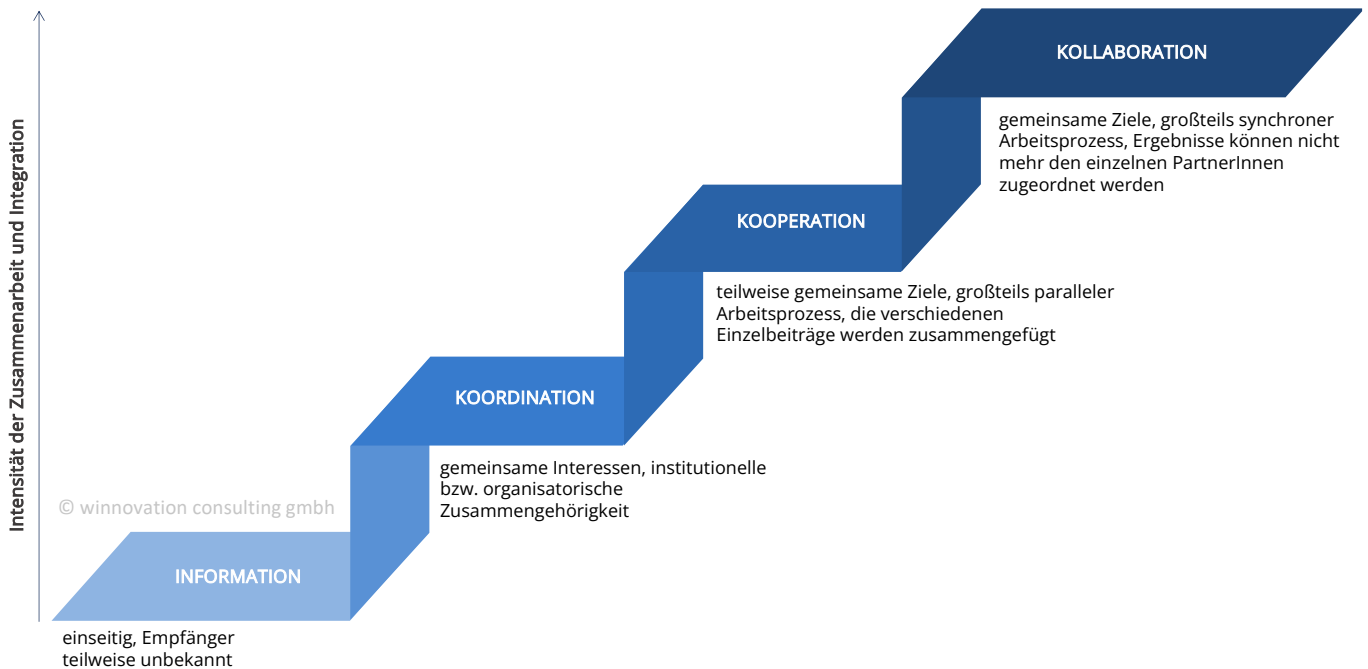 Intensität der Zusammenarbeit und Integration
KOLLABORATION
gemeinsame Ziele, großteils synchroner
Arbeitsprozess, Ergebnisse können nicht
mehr den einzelnen PartnerInnen
zugeordnet werden
KOOPERATION
teilweise gemeinsame Ziele, großteils paralleler
Arbeitsprozess, die verschiedenen
Einzelbeiträge werden zusammengefügt
KOORDINATION
gemeinsame Interessen, institutionelle
bzw. organisatorische
Zusammengehörigkeit
© winnovation consulting gmbh
INFORMATION
einseitig, Empfänger
teilweise unbekannt